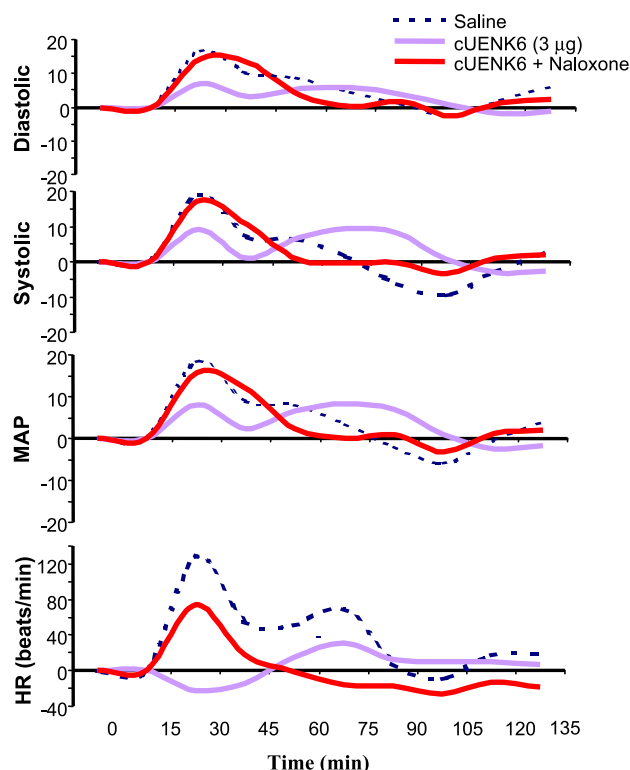 Saline
cUENK6 (3 µg)
cUENK6 + Naloxone
20
10
0
-10
20
Diastolic
20
10
0
-10
20
Systolic
20
10
0
-10
-20
MAP
120
80
40
0
-40
HR (beats/min)
0 15 30 45 60 75 90 105 120 135
Time (min)